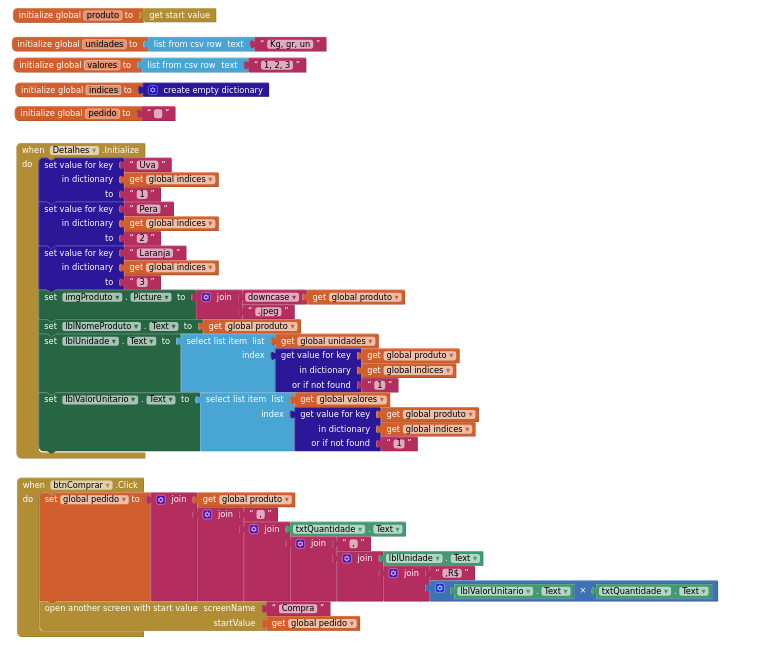 initialize global produto to get start value
initialize global unidades to list from csv row text " Kg, gr, un "
initialize global valores to list from csv row text " 1, 2, 3 "
initialize global indices to create empty dictionary
initialize global pedido to " "
when Detalhes .Initialize
do set value for key " Uva "
in dictionary get global indices
to " 1 "
set value for key " Pera "
in dictionary get global indices
to " 2 "
set value for key " Laranja "
in dictionary get global indices
to " 3 "
set imgProduto . Picture to join downcase get global produto
" .jpeg "
set lblNomeProduto . Text to get global produto
set lblUnidade . Text to select list item list get global unidades
index get value for key get global produto
in dictionary get global indices
or if not found " 1 "
set lblValorUnitario . Text to select list item list get global valores
index get value for key get global produto
in dictionary get global indices
or if not found " 1 "
when btnComprar .Click
do set global pedido to join get global produto
join " , "
join txtQuantidade . Text
join " , "
join lblUnidade . Text
join " ,R$ "
lblValorUnitario . Text × txtQuantidade . Text
open another screen with start value screenName " Compra "
startValue get global pedido